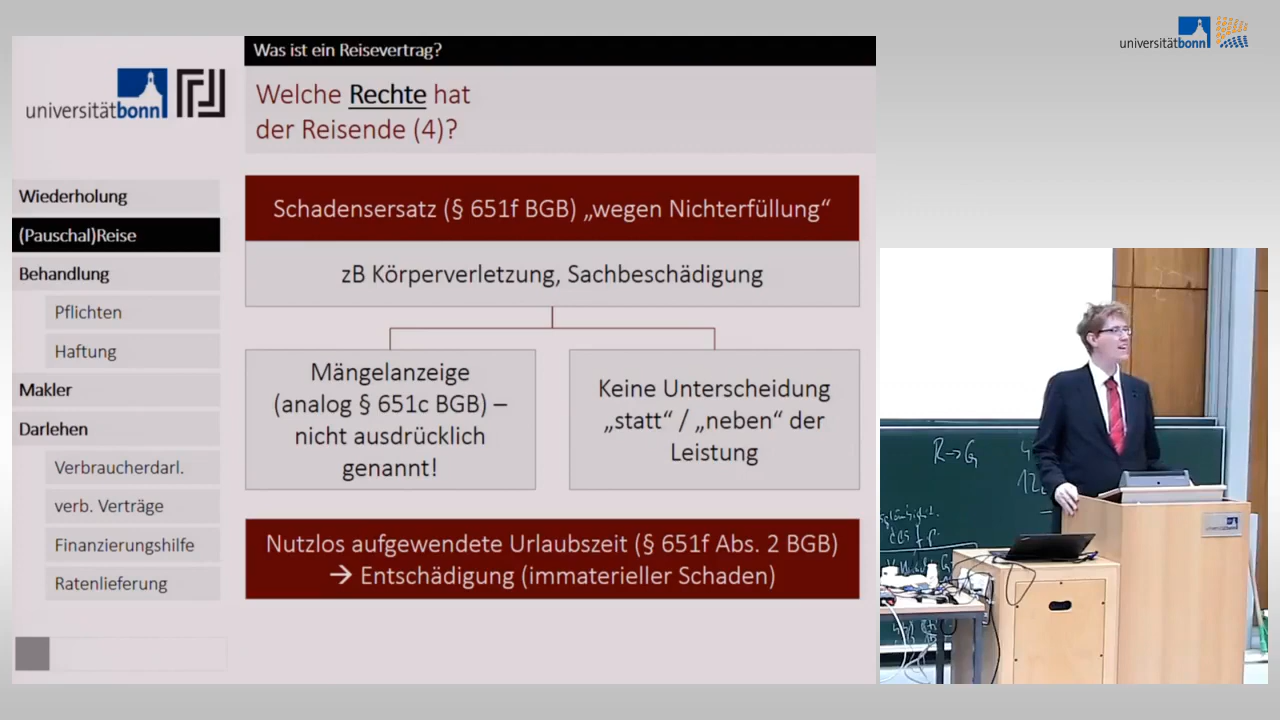 universitätbonn
Was ist ein Reisevertrag?
universitätbonn
Welche Rechte hat
der Reisende (4)?
Wiederholung
(Pauschal)Reise
Behandlung
Pflichten
Haftung
Makler
Darlehen
Verbraucherdarl.
verb. Verträge
Finanzierungshilfe
Ratenlieferung
Schadensersatz (§ 651f BGB) „wegen Nichterfüllung“
zB Körperverletzung, Sachbeschädigung
Mängelanzeige
(analog § 651c BGB) –
nicht ausdrücklich
genannt!
Keine Unterscheidung
„statt“ / „neben“ der
Leistung
Nutzlos aufgewendete Urlaubszeit (§ 651f Abs. 2 BGB)
→ Entschädigung (immaterieller Schaden)
R→G